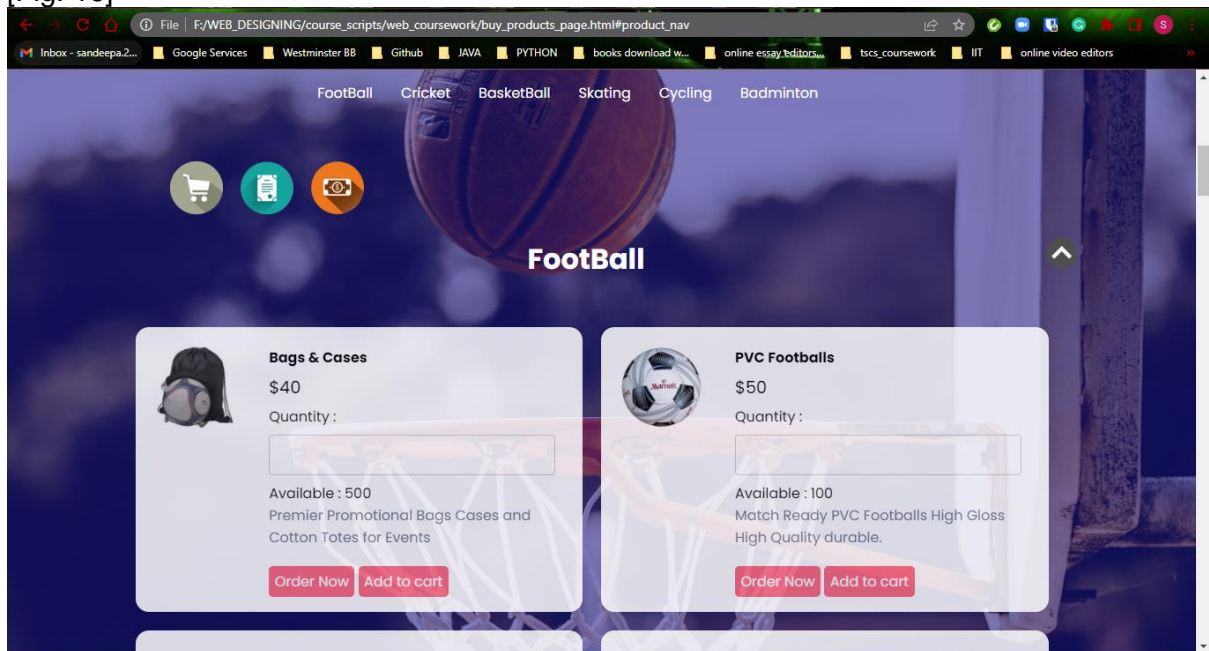 File | F:/WEB_DESIGNING/course_scripts/web_coursework/buy_products_page.html#product_nav
S
Inbox - sandeepa.2... Google Services Westminster BB Github JAVA PYTHON books download w... online essay editors... tscs_coursework IIT online video editors
FootBall Cricket BasketBall Skating Cycling Badminton
FootBall
Bags & Cases
$40
Quantity :
Available : 500
Premier Promotional Bags Cases and
Cotton Totes for Events
Order Now Add to cart
PVC Footballs
$50
Quantity :
Available : 100
Match Ready PVC Footballs High Gloss
High Quality durable.
Order Now Add to cart